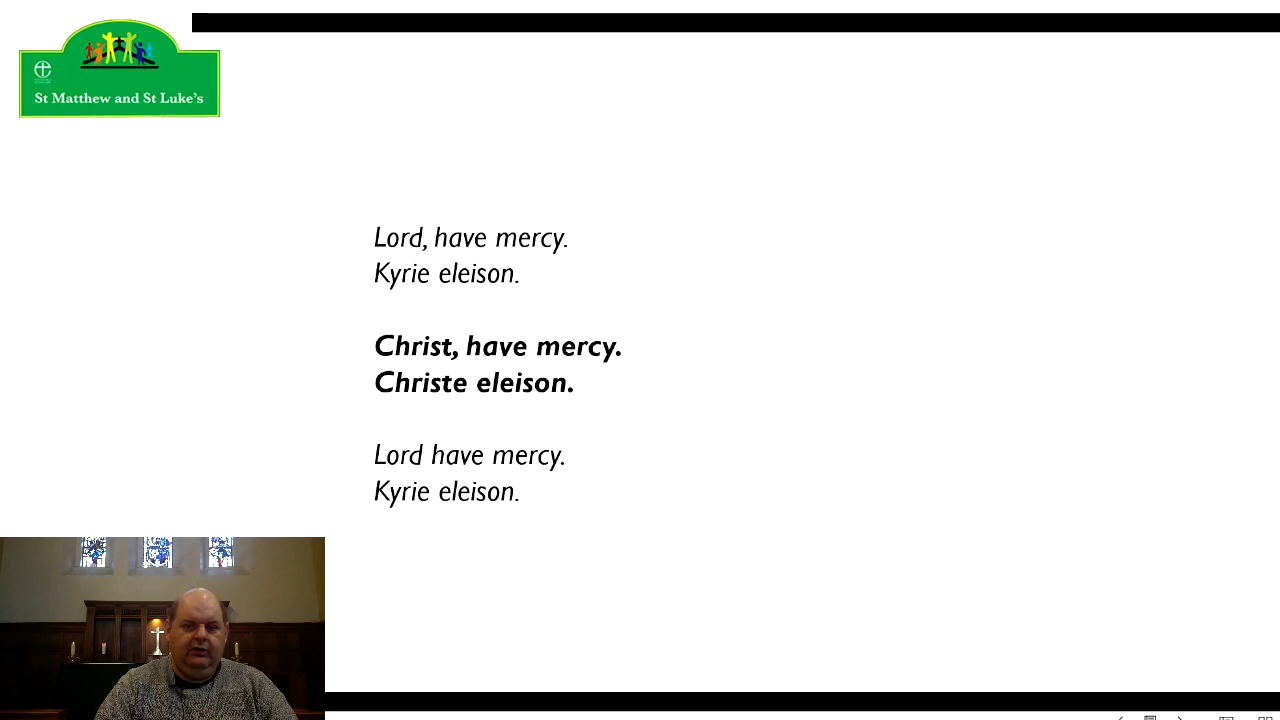 St Matthew and St Luke's
Lord, have mercy.
Kyrie eleison.
Christ, have mercy.
Christe eleison.
Lord have mercy.
Kyrie eleison.